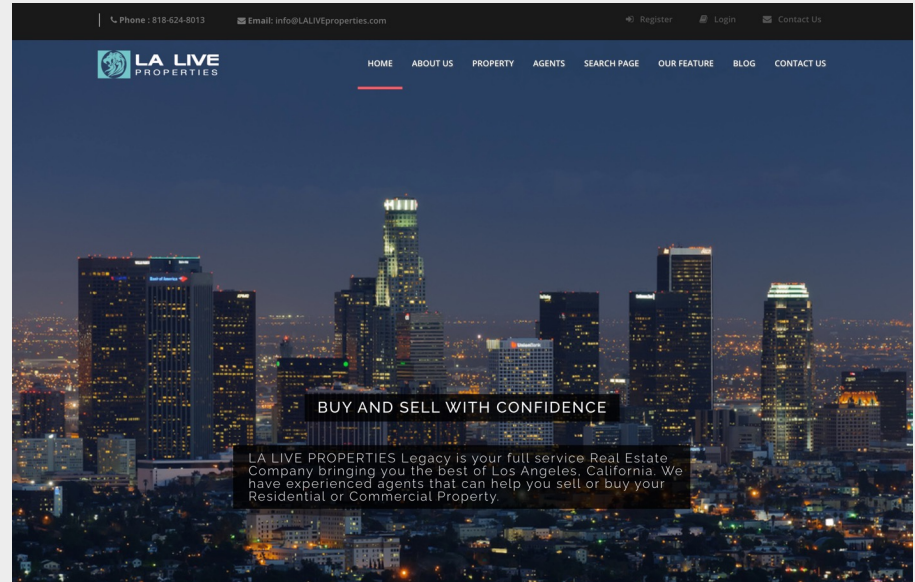 Phone : 818-624-8013
Email: info@LALIVEproperties.com
Register
Login
Contact Us
LA LIVE
PROPERTIES
HOME
ABOUT US
PROPERTY
AGENTS
SEARCH PAGE
OUR FEATURE
BLOG
CONTACT US
Bank of America
BUY AND SELL WITH CONFIDENCE
LA LIVE PROPERTIES Legacy is your full service Real Estate
Company bringing you the best of Los Angeles, California. We
have experienced agents that can help you sell or buy your
Residential or Commercial Property.